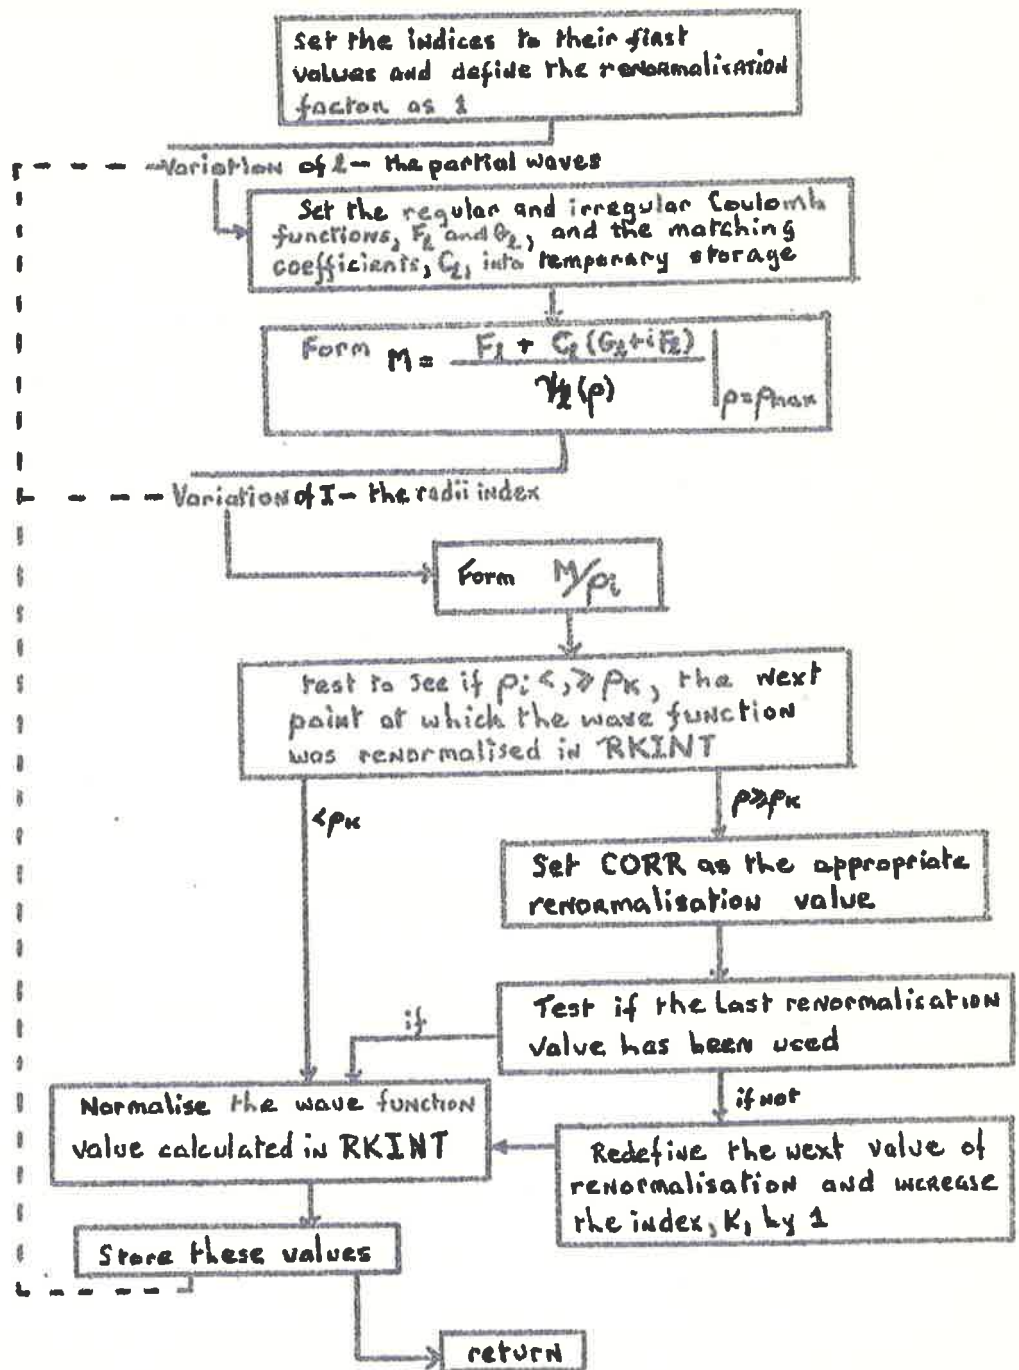 Set the indices to their first
values and define the renormalisation
factor as 1
Variation of ℓ — the partial waves
Set the regular and irregular Coulomb
functions, Fℓ and Gℓ, and the matching
coefficients, Cℓ, into temporary storage
Form M = Fℓ + Cℓ (Gℓ + i Fℓ)
ψℓ(ρ) | ρ=ρmax
Variation of I — the radii index
Form M/ρi
test to see if ρi <, ⩾ ρK, the next
point at which the wave function
was renormalised in RKINT
<ρK
ρ⩾ρK
Set CORR as the appropriate
renormalisation value
Test if the last renormalisation
value has been used
if
if not
Normalise the wave function
value calculated in RKINT
Redefine the next value of
renormalisation and increase
the index, K, by 1
Store these values
return